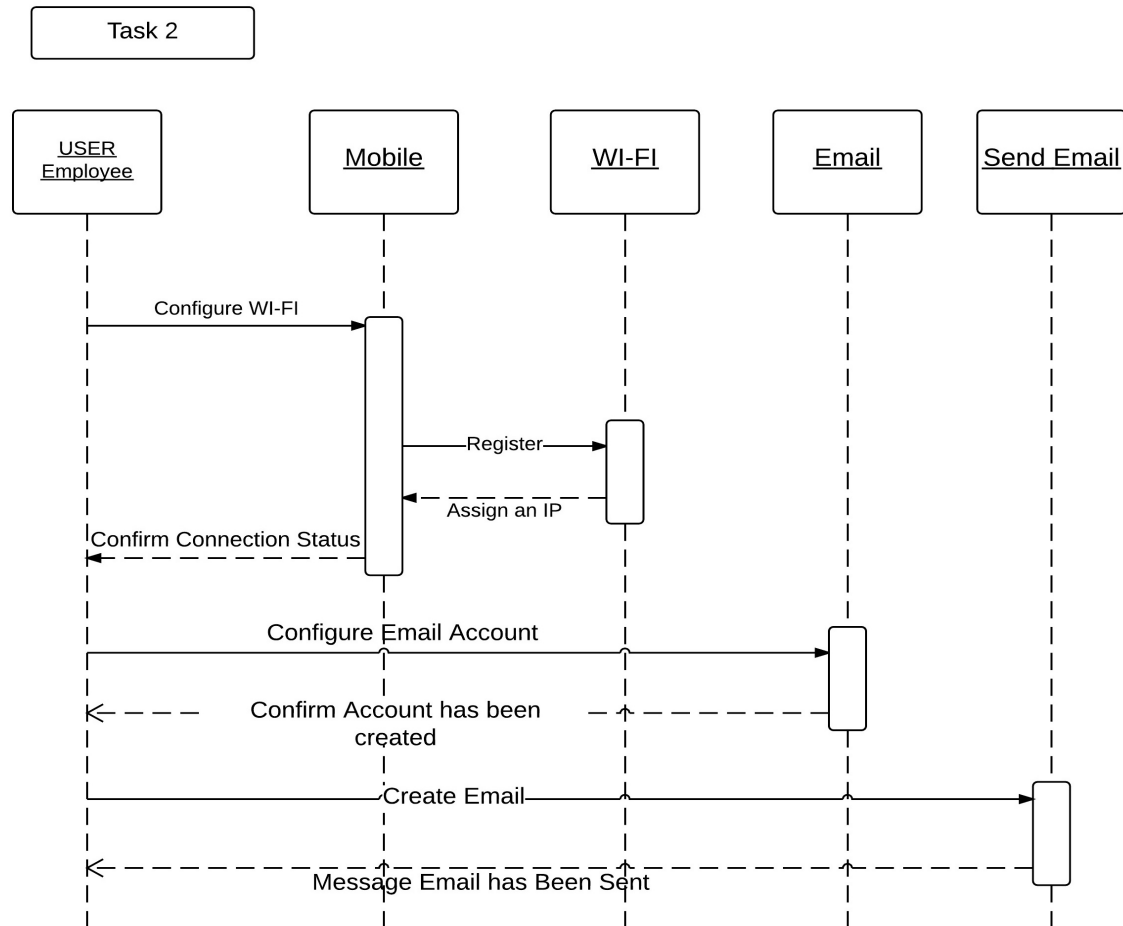 Task 2
USER
Employee
Mobile
WI-FI
Email
Send Email
Configure WI-FI
Register
Assign an IP
Confirm Connection Status
Configure Email Account
Confirm Account has been
created
Create Email
Message Email has Been Sent